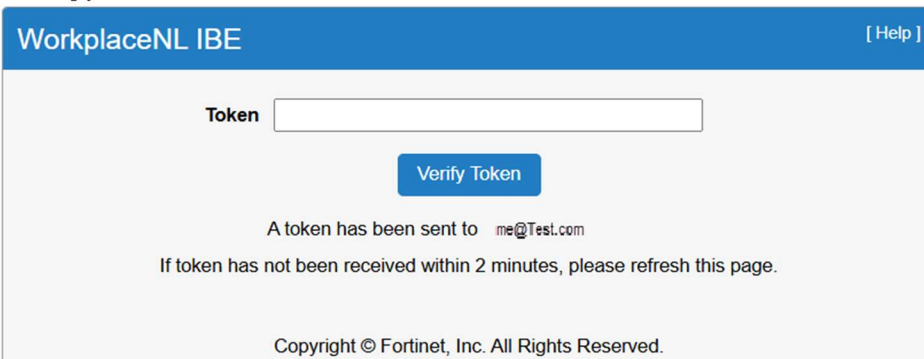 WorkplaceNL IBE
[ Help ]
Token
Verify Token
A token has been sent to me@Test.com
If token has not been received within 2 minutes, please refresh this page.
Copyright © Fortinet, Inc. All Rights Reserved.